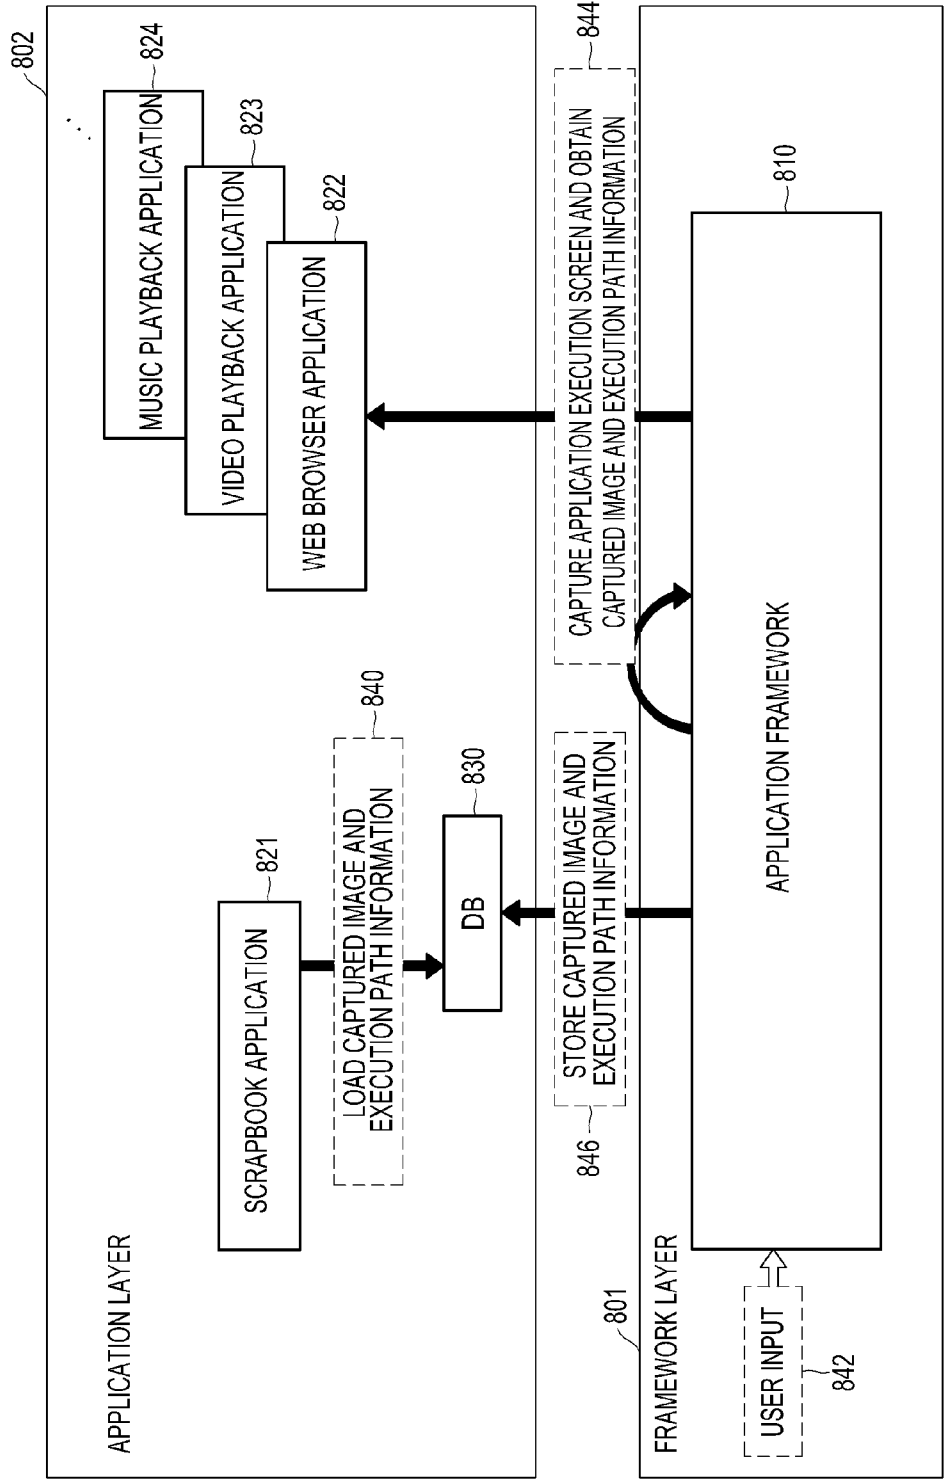 802
APPLICATION LAYER
SCRAPBOOK APPLICATION
821
LOAD CAPTURED IMAGE AND
EXECUTION PATH INFORMATION
840
DB
830
MUSIC PLAYBACK APPLICATION
824
VIDEO PLAYBACK APPLICATION
823
WEB BROWSER APPLICATION
822
846
STORE CAPTURED IMAGE AND
EXECUTION PATH INFORMATION
CAPTURE APPLICATION EXECUTION SCREEN AND OBTAIN
CAPTURED IMAGE AND EXECUTION PATH INFORMATION
844
801
FRAMEWORK LAYER
USER INPUT
842
APPLICATION FRAMEWORK
810